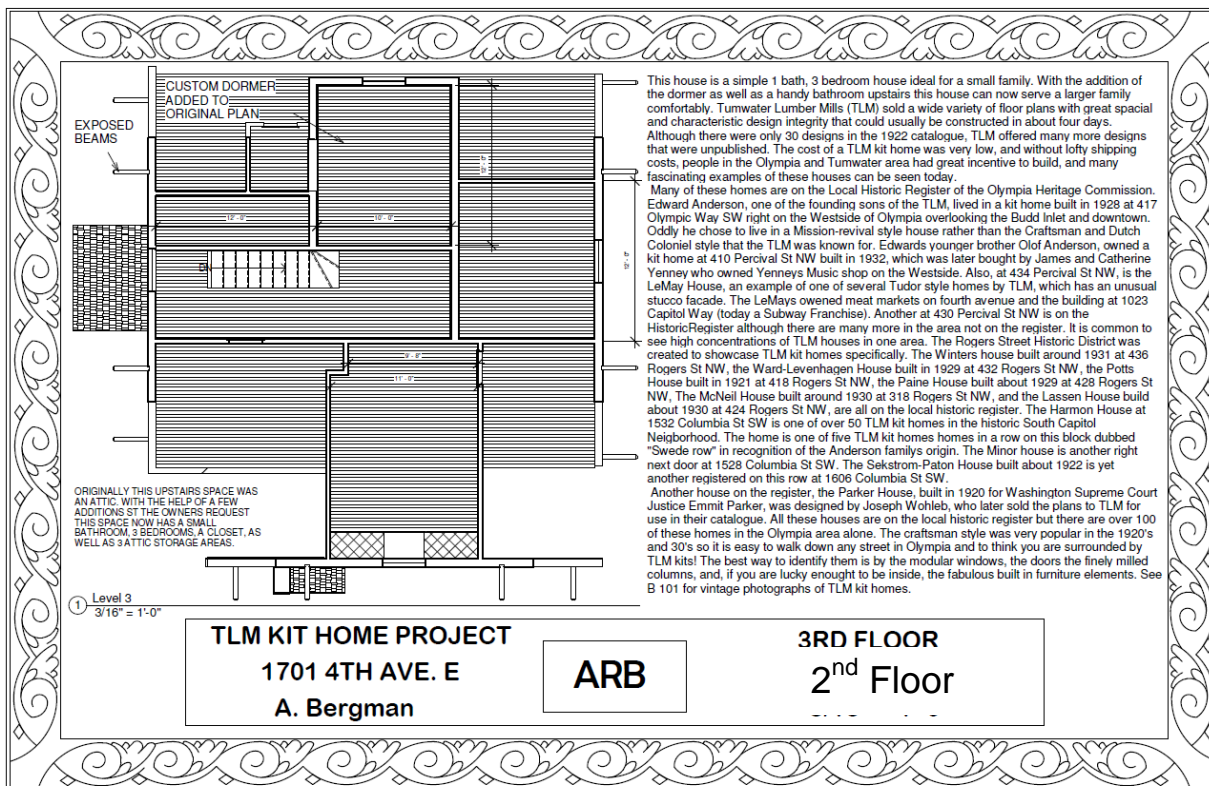 CUSTOM DORMER
ADDED TO
ORIGINAL PLAN
EXPOSED
BEAMS
12' - 0"
10' - 0"
DN
9' - 8"
11' - 0"
ORIGINALLY THIS UPSTAIRS SPACE WAS
AN ATTIC. WITH THE HELP OF A FEW
ADDITIONS ST THE OWNERS REQUEST
THIS SPACE NOW HAS A SMALL
BATHROOM, 3 BEDROOMS, A CLOSET, AS
WELL AS 3 ATTIC STORAGE AREAS.
1 Level 3
3/16" = 1'-0"
This house is a simple 1 bath, 3 bedroom house ideal for a small family. With the addition of
the dormer as well as a handy bathroom upstairs this house can now serve a larger family
comfortably. Tumwater Lumber Mills (TLM) sold a wide variety of floor plans with great spacial
and characteristic design integrity that could usually be constructed in about four days.
Although there were only 30 designs in the 1922 catalogue, TLM offered many more designs
that were unpublished. The cost of a TLM kit home was very low, and without lofty shipping
costs, people in the Olympia and Tumwater area had great incentive to build, and many
fascinating examples of these houses can be seen today.
Many of these homes are on the Local Historic Register of the Olympia Heritage Commission.
Edward Anderson, one of the founding sons of the TLM, lived in a kit home built in 1928 at 417
Olympic Way SW right on the Westside of Olympia overlooking the Budd Inlet and downtown.
Oddly he chose to live in a Mission-revival style house rather than the Craftsman and Dutch
Coloniel style that the TLM was known for. Edwards younger brother Olof Anderson, owned a
kit home at 410 Percival St NW built in 1932, which was later bought by James and Catherine
Yenney who owned Yenneys Music shop on the Westside. Also, at 434 Percival St NW, is the
LeMay House, an example of one of several Tudor style homes by TLM, which has an unusual
stucco facade. The LeMays owened meat markets on fourth avenue and the building at 1023
Capitol Way (today a Subway Franchise). Another at 430 Percival St NW is on the
HistoricRegister although there are many more in the area not on the register. It is common to
see high concentrations of TLM houses in one area. The Rogers Street Historic District was
created to showcase TLM kit homes specifically. The Winters house built around 1931 at 436
Rogers St NW, the Ward-Levenhagen House built in 1929 at 432 Rogers St NW, the Potts
House built in 1921 at 418 Rogers St NW, the Paine House built about 1929 at 428 Rogers St
NW, The McNeil House built around 1930 at 318 Rogers St NW, and the Lassen House build
about 1930 at 424 Rogers St NW, are all on the local historic register. The Harmon House at
1532 Columbia St SW is one of over 50 TLM kit homes in the historic South Capitol
Neigborhood. The home is one of five TLM kit homes homes in a row on this block dubbed
"Swede row" in recognition of the Anderson familys origin. The Minor house is another right
next door at 1528 Columbia St SW. The Sekstrom-Paton House built about 1922 is yet
another registered on this row at 1606 Columbia St SW.
Another house on the register, the Parker House, built in 1920 for Washington Supreme Court
Justice Emmit Parker, was designed by Joseph Wohleb, who later sold the plans to TLM for
use in their catalogue. All these houses are on the local historic register but there are over 100
of these homes in the Olympia area alone. The craftsman style was very popular in the 1920's
and 30's so it is easy to walk down any street in Olympia and to think you are surrounded by
TLM kits! The best way to identify them is by the modular windows, the doors the finely milled
columns, and, if you are lucky enought to be inside, the fabulous built in furniture elements. See
B 101 for vintage photographs of TLM kit homes.
TLM KIT HOME PROJECT
1701 4TH AVE. E
A. Bergman
ARB
3RD FLOOR
2nd Floor